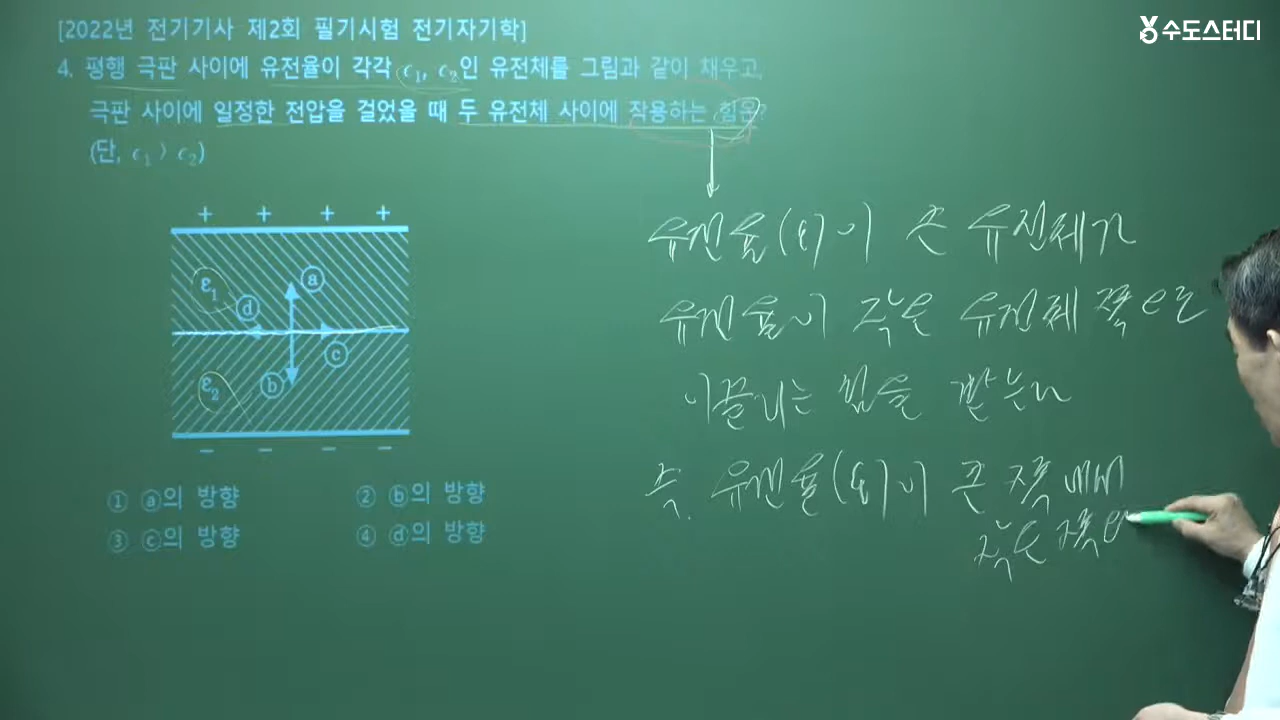 수도스터디
[2022년 전기기사 제2회 필기시험 전기자기학]
4. 평행 극판 사이에 유전율이 각각 ε₁, ε₂인 유전체를 그림과 같이 채우고,
극판 사이에 일정한 전압을 걸었을 때 두 유전체 사이에 작용하는 힘은?
(단, ε₁ > ε₂)
+ + + +
ε₁
ⓐ
ⓓ
ⓒ
ε₂
ⓑ
- - - -
① ⓐ의 방향 ② ⓑ의 방향
③ ⓒ의 방향 ④ ⓓ의 방향
유전율(ε)이 큰 유전체가
유전율이 작은 유전체 쪽으로
이끌리는 힘을 받는다
즉, 유전율(ε)이 큰 쪽에서
작은 쪽으